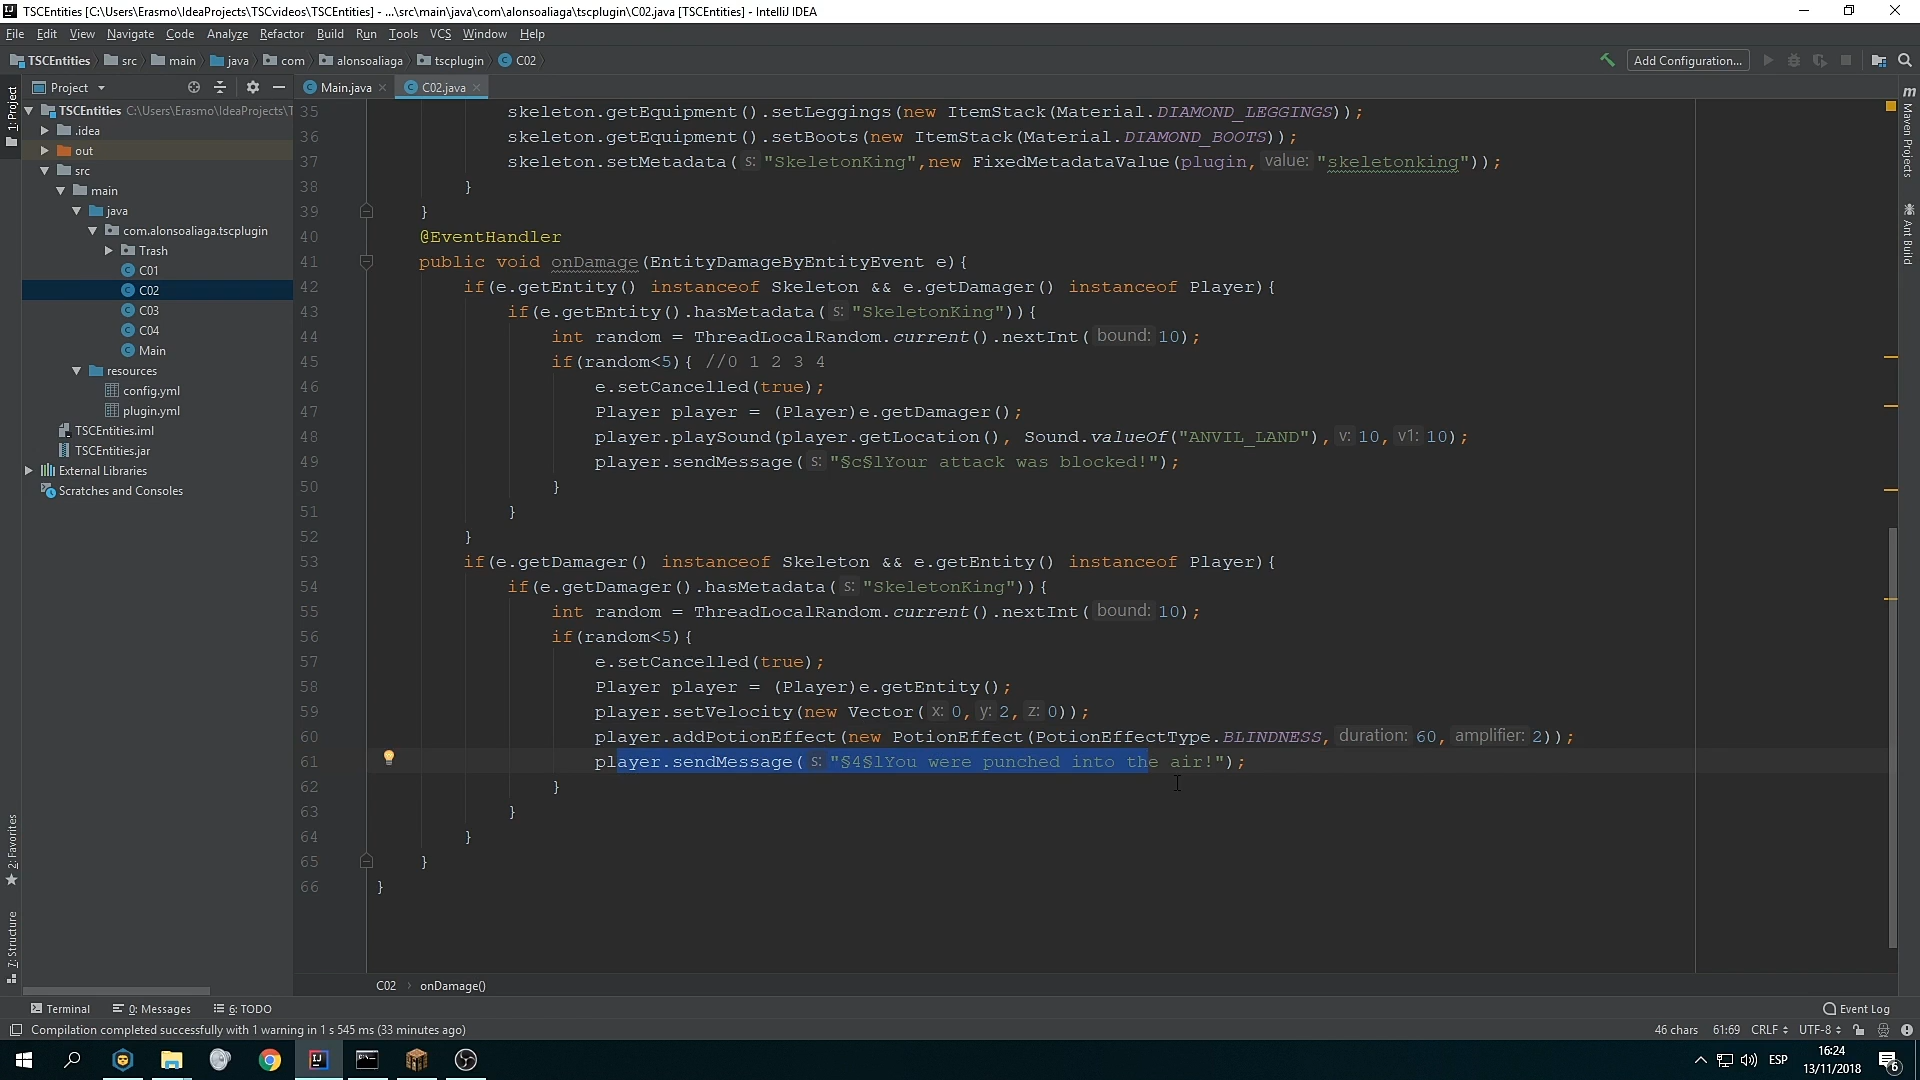 TSCEntities [C:\Users\Erasmo\IdeaProjects\TSCvideos\TSCEntities] - ...\src\main\java\com\alonsoaliaga\tscplugin\C02.java [TSCEntities] - IntelliJ IDEA
File Edit View Navigate Code Analyze Refactor Build Run Tools VCS Window Help
TSCEntities src main java com alonsoaliaga tscplugin C02 Add Configuration...
Project Main.java C02.java
1: Project
TSCEntities C:\Users\Erasmo\IdeaProjects\T
.idea
out
src
main
java
com.alonsoaliaga.tscplugin
Trash
C01
C02
C03
C04
Main
resources
config.yml
plugin.yml
TSCEntities.iml
TSCEntities.jar
External Libraries
Scratches and Consoles
2: Favorites
7: Structure
35 skeleton.getEquipment().setLeggings(new ItemStack(Material.DIAMOND_LEGGINGS));
36 skeleton.getEquipment().setBoots(new ItemStack(Material.DIAMOND_BOOTS));
37 skeleton.setMetadata( s: "SkeletonKing",new FixedMetadataValue(plugin, value: "skeletonking"));
38 }
39 }
40 @EventHandler
41 public void onDamage(EntityDamageByEntityEvent e){
42 if(e.getEntity() instanceof Skeleton && e.getDamager() instanceof Player){
43 if(e.getEntity().hasMetadata( s: "SkeletonKing")){
44 int random = ThreadLocalRandom.current().nextInt( bound: 10);
45 if(random<5){ //0 1 2 3 4
46 e.setCancelled(true);
47 Player player = (Player)e.getDamager();
48 player.playSound(player.getLocation(), Sound.valueOf("ANVIL_LAND"), v: 10, v1: 10);
49 player.sendMessage( s: "§c§lYour attack was blocked!");
50 }
51 }
52 }
53 if(e.getDamager() instanceof Skeleton && e.getEntity() instanceof Player){
54 if(e.getDamager().hasMetadata( s: "SkeletonKing")){
55 int random = ThreadLocalRandom.current().nextInt( bound: 10);
56 if(random<5){
57 e.setCancelled(true);
58 Player player = (Player)e.getEntity();
59 player.setVelocity(new Vector( x: 0, y: 2, z: 0));
60 player.addPotionEffect(new PotionEffect(PotionEffectType.BLINDNESS, duration: 60, amplifier: 2));
61 player.sendMessage( s: "§4§lYou were punched into the air!");
62 }
63 }
64 }
65 }
66 }
Maven Projects
Ant Build
C02 onDamage()
Terminal 0: Messages 6: TODO Event Log
Compilation completed successfully with 1 warning in 1 s 545 ms (33 minutes ago) 46 chars 61:69 CRLF UTF-8
ESP 16:24
13/11/2018 6